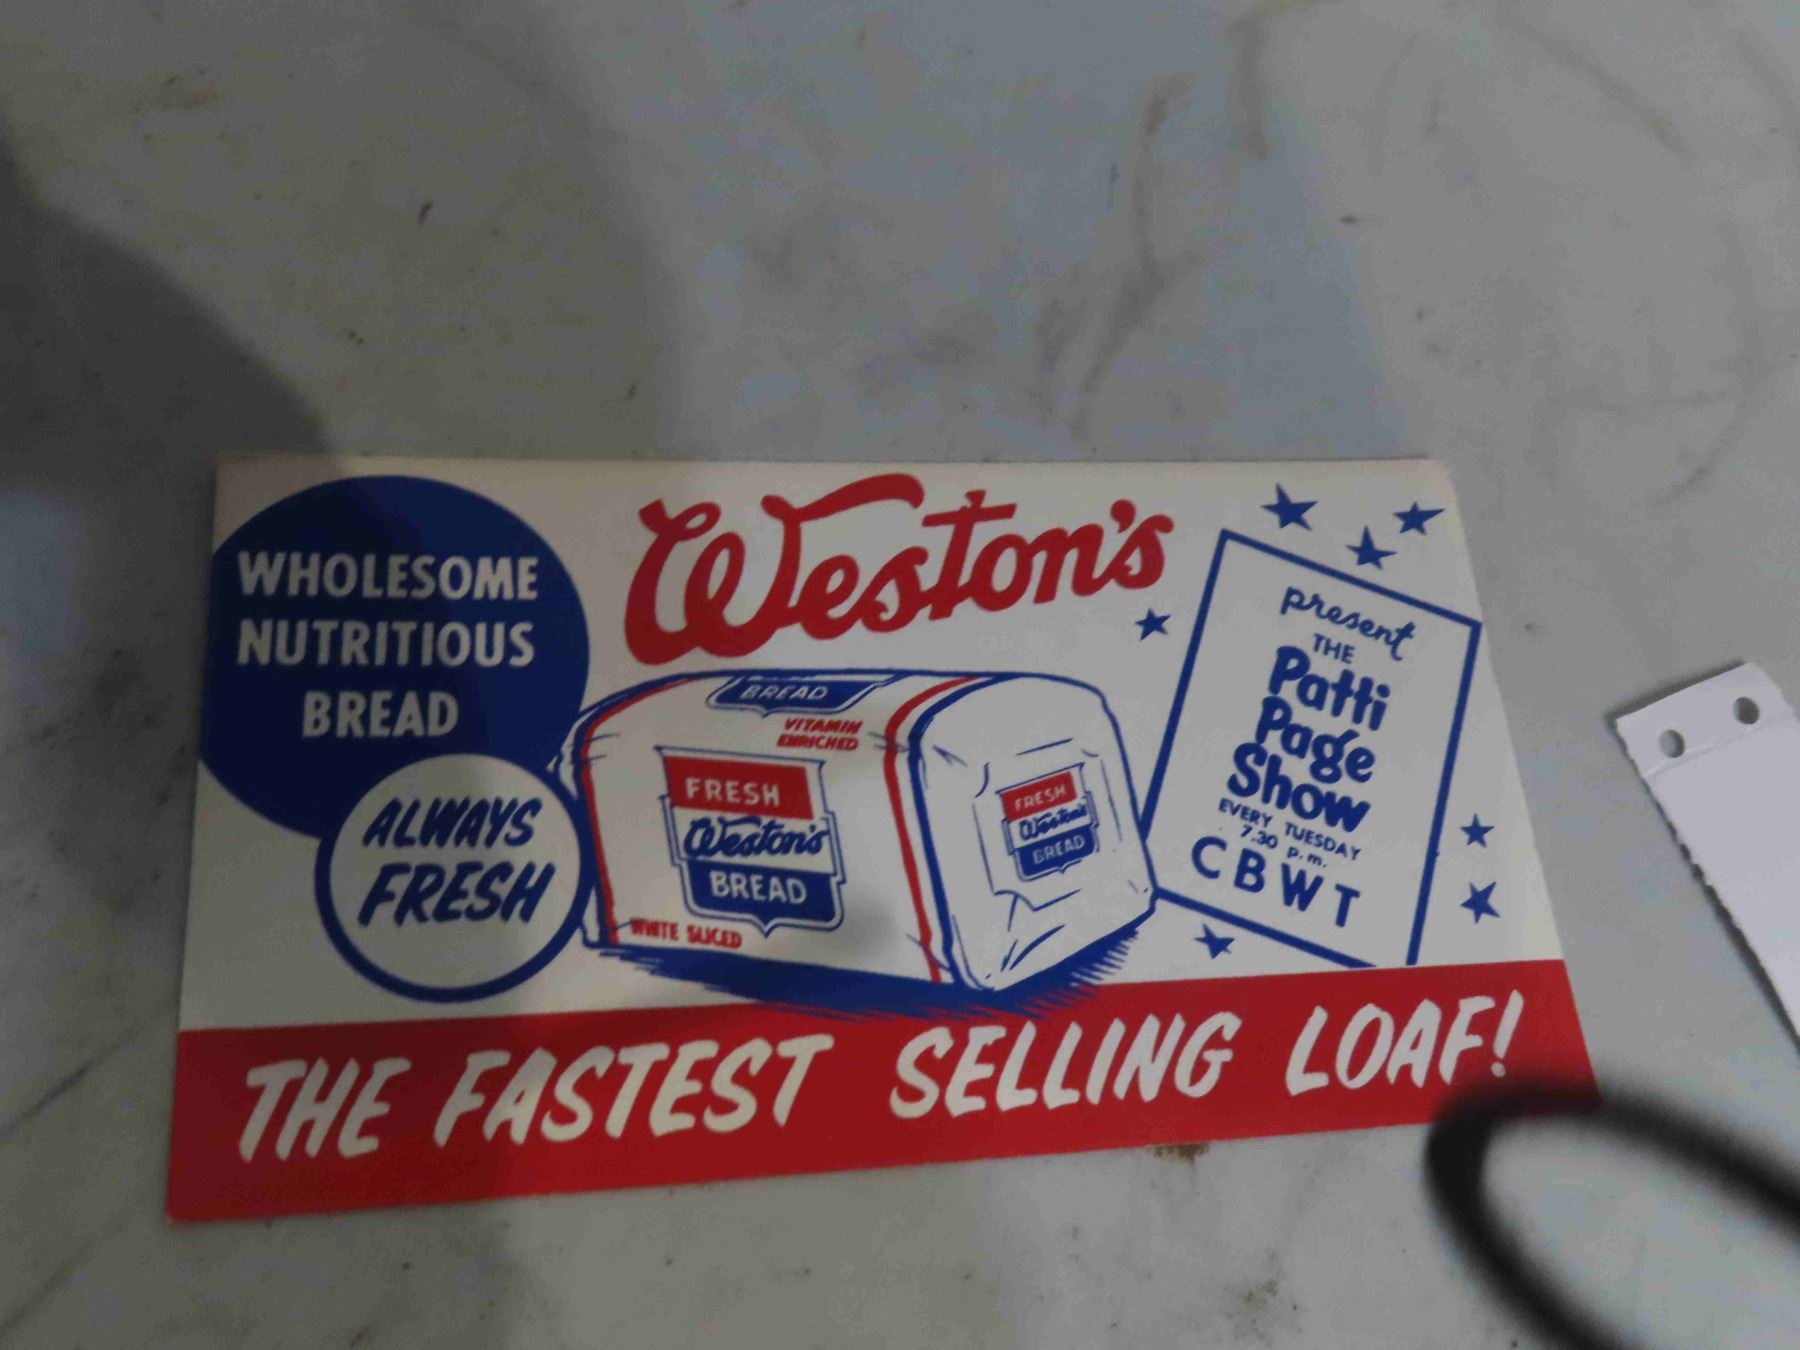 WHOLESOME
NUTRITIOUS
BREAD
ALWAYS
FRESH
Weston's
BREAD
VITAMIN
ENRICHED
FRESH
Weston's
BREAD
WHITE SLICED
FRESH
Weston's
BREAD
present
THE
Patti
Page
Show
EVERY TUESDAY
7.30 p.m.
CBWT
THE FASTEST SELLING LOAF!